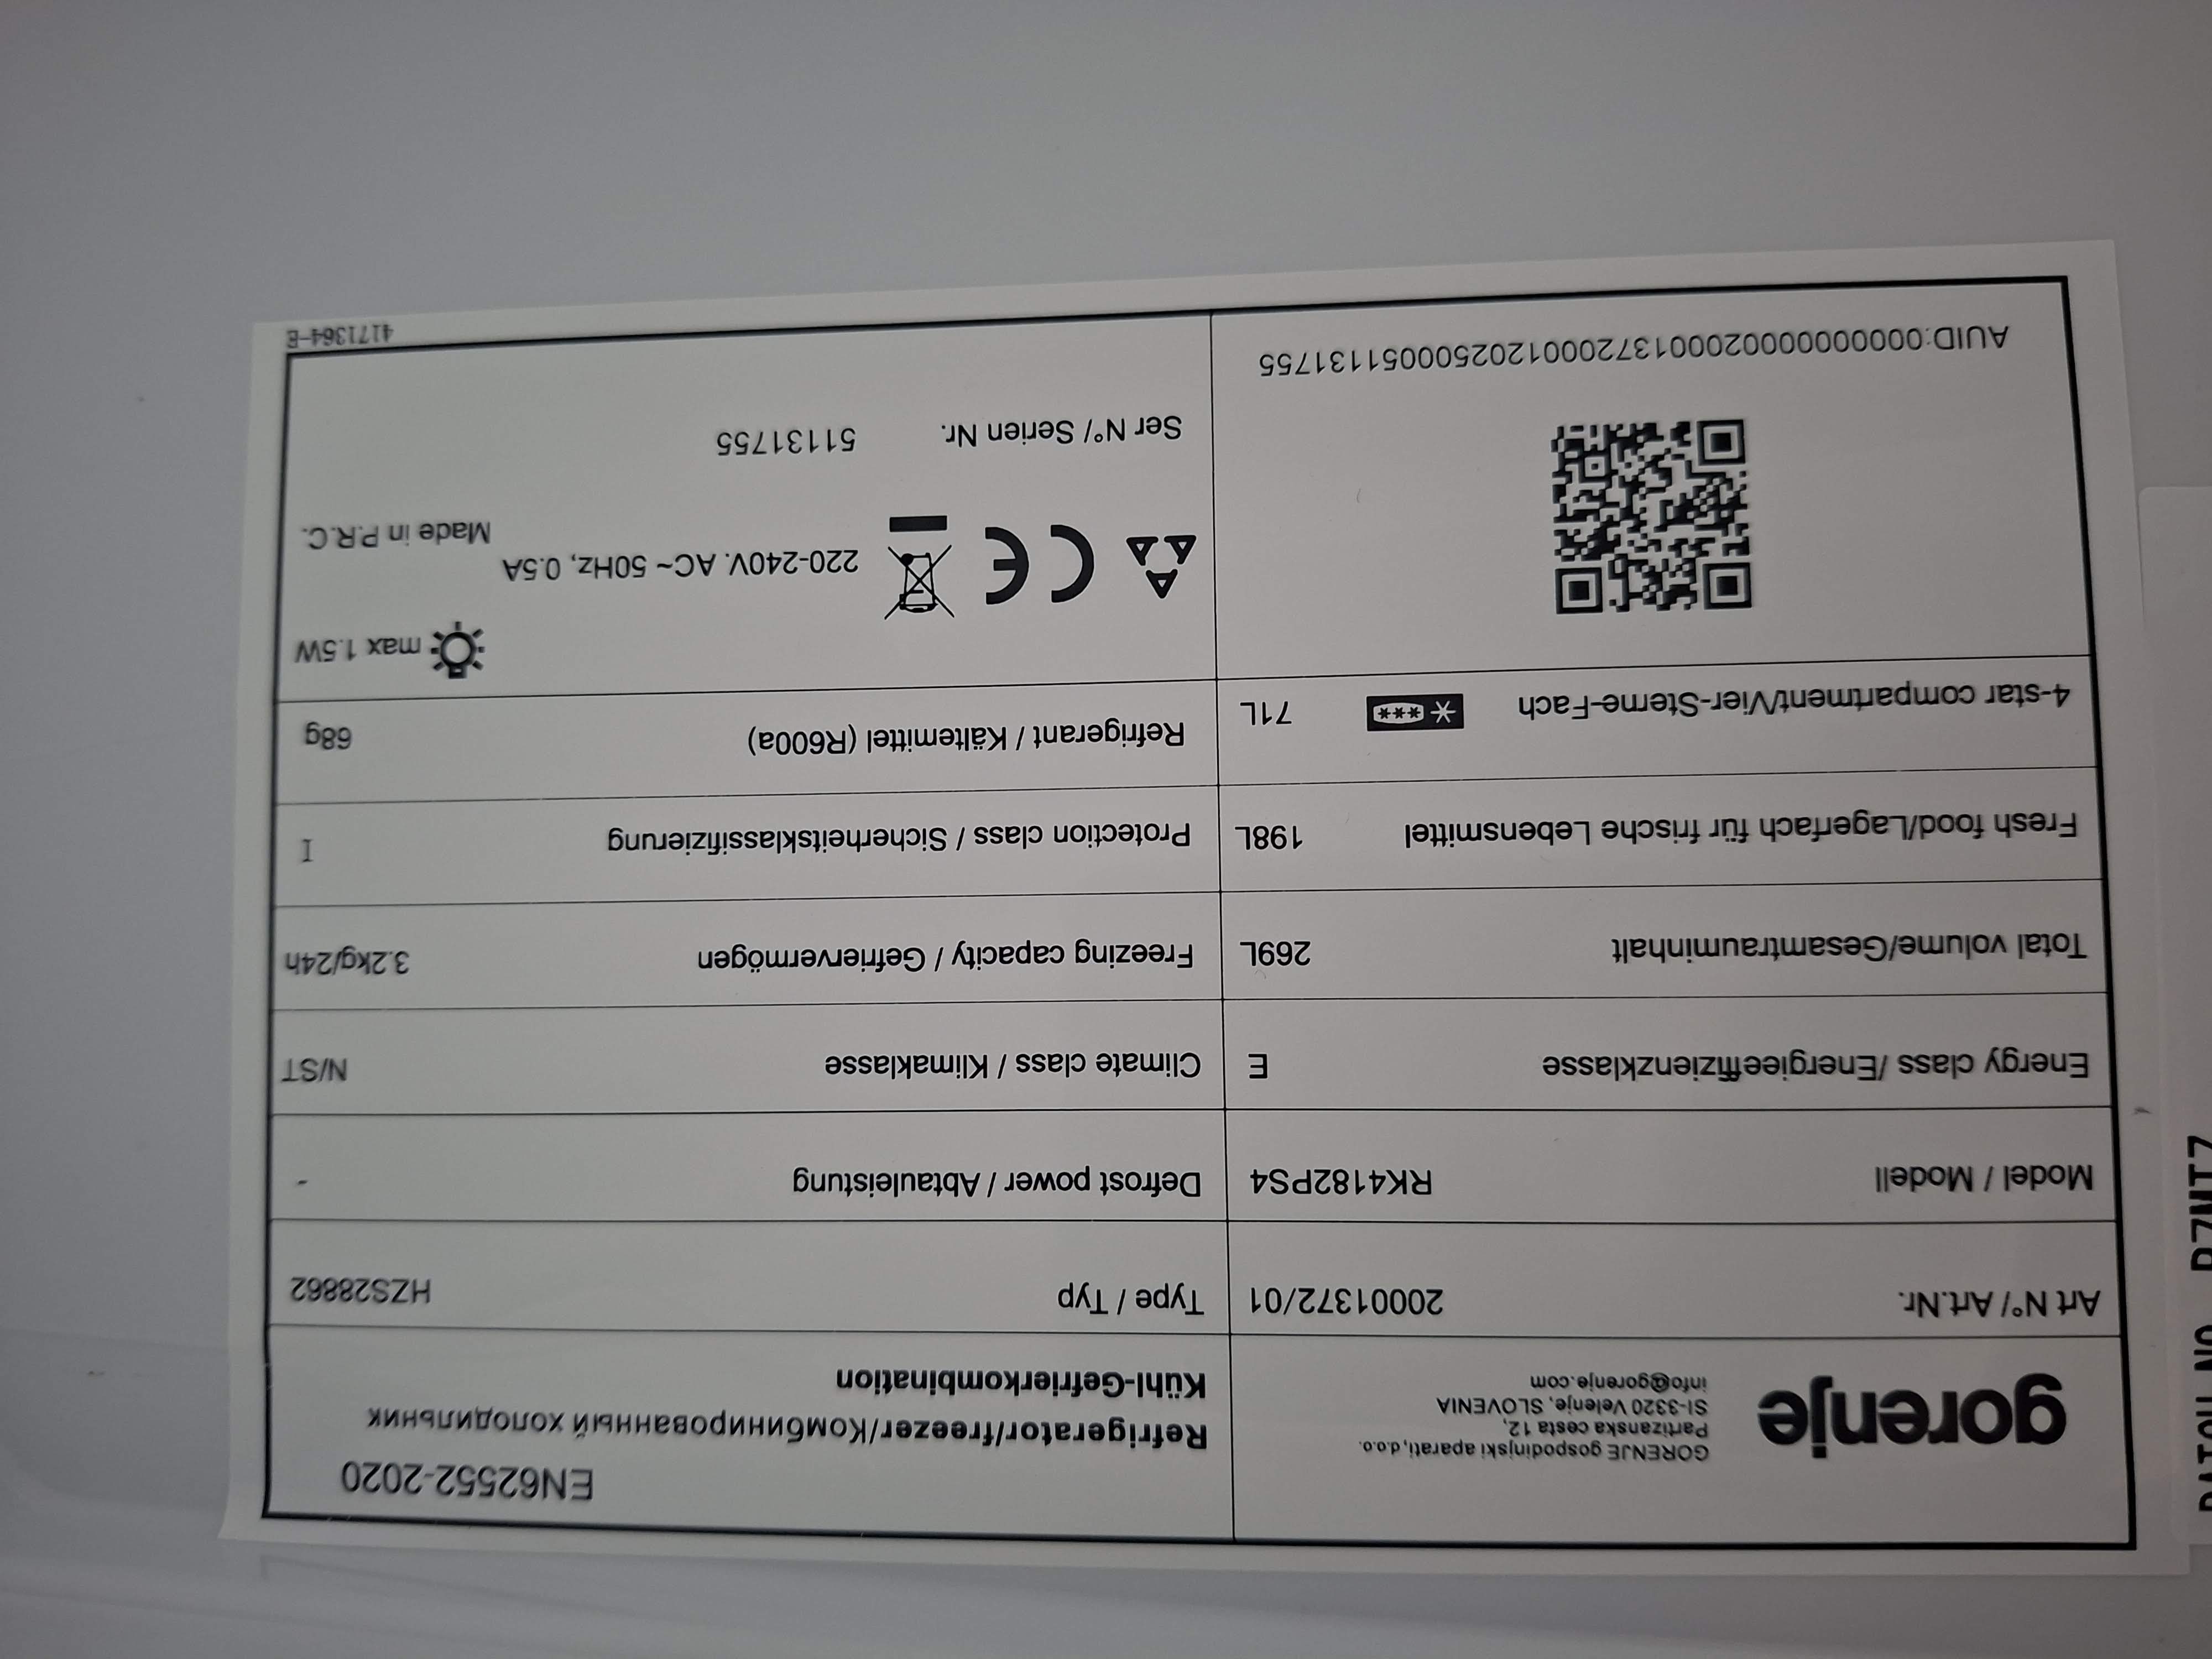 gorenje
GORENJE gospodinjski aparati, d.o.o.
Partizanska cesta 12,
SI-3320 Velenje, SLOVENIA
info@gorenje.com
EN62552-2020
Refrigerator/freezer/Комбинированный холодильник
Kühl-Gefrierkombination
Art N°/ Art.Nr. 20001372/01
Type / Typ HZS28862
Model / Modell RK4182PS4
Defrost power / Abtauleistung -
Energy class /Energieeffizienzklasse E
Climate class / Klimaklasse N/ST
Total volume/Gesamtrauminhalt 269L
Freezing capacity / Gefriervermögen 3.2kg/24h
Fresh food/Lagerfach für frische Lebensmittel 198L
Protection class / Sicherheitsklassifizierung I
4-star compartment/Vier-Sterne-Fach 71L
Refrigerant / Kältemittel (R600a) 68g
max 1.5W
220-240V. AC~ 50Hz, 0.5A
Made in P.R.C.
Ser N°/ Serien Nr. 51131755
AUID:0000000000200013720001202500051131755
4171364-E